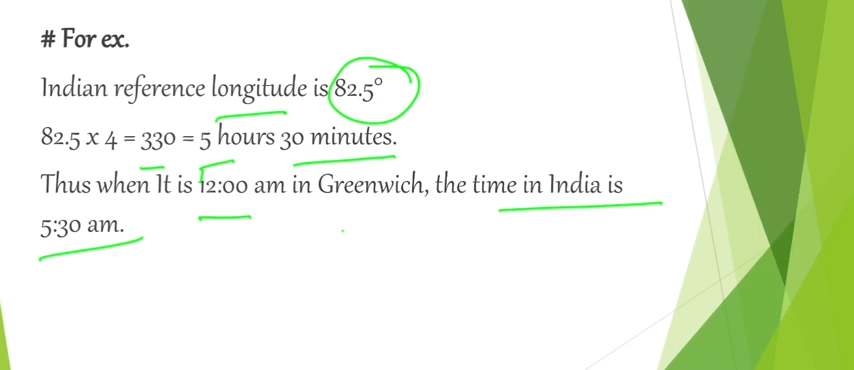 # For ex.
Indian reference longitude is 82.5°
82.5 x 4 = 330 = 5 hours 30 minutes.
Thus when It is 12:00 am in Greenwich, the time in India is
5:30 am.